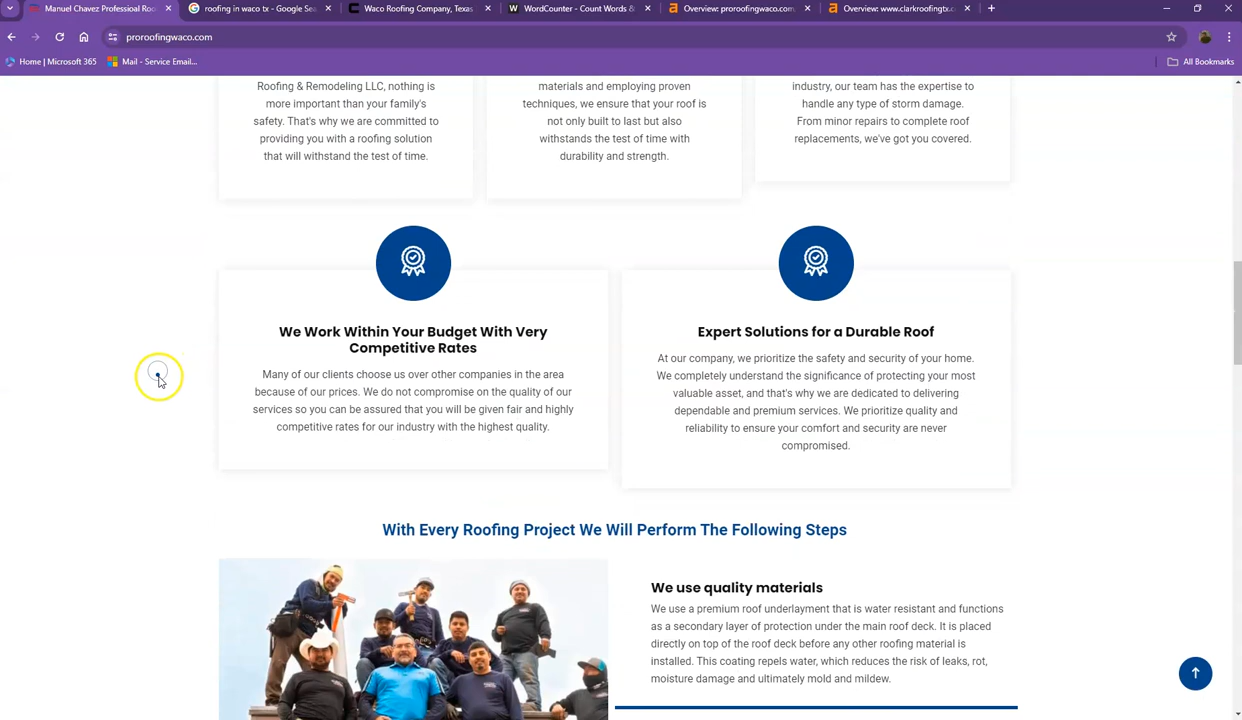 Manuel Chavez Professioal Roo
roofing in waco tx - Google Sea
Waco Roofing Company, Texas
WordCounter - Count Words &
Overview: proroofingwaco.com
Overview: www.clarkroofingtx.c
proroofingwaco.com
Home | Microsoft 365
Mail - Service Email...
All Bookmarks
Roofing & Remodeling LLC, nothing is
more important than your family's
safety. That's why we are committed to
providing you with a roofing solution
that will withstand the test of time.
materials and employing proven
techniques, we ensure that your roof is
not only built to last but also
withstands the test of time with
durability and strength.
industry, our team has the expertise to
handle any type of storm damage.
From minor repairs to complete roof
replacements, we've got you covered.
We Work Within Your Budget With Very
Competitive Rates
Many of our clients choose us over other companies in the area
because of our prices. We do not compromise on the quality of our
services so you can be assured that you will be given fair and highly
competitive rates for our industry with the highest quality.
Expert Solutions for a Durable Roof
At our company, we prioritize the safety and security of your home.
We completely understand the significance of protecting your most
valuable asset, and that's why we are dedicated to delivering
dependable and premium services. We prioritize quality and
reliability to ensure your comfort and security are never
compromised.
With Every Roofing Project We Will Perform The Following Steps
We use quality materials
We use a premium roof underlayment that is water resistant and functions
as a secondary layer of protection under the main roof deck. It is placed
directly on top of the roof deck before any other roofing material is
installed. This coating repels water, which reduces the risk of leaks, rot,
moisture damage and ultimately mold and mildew.